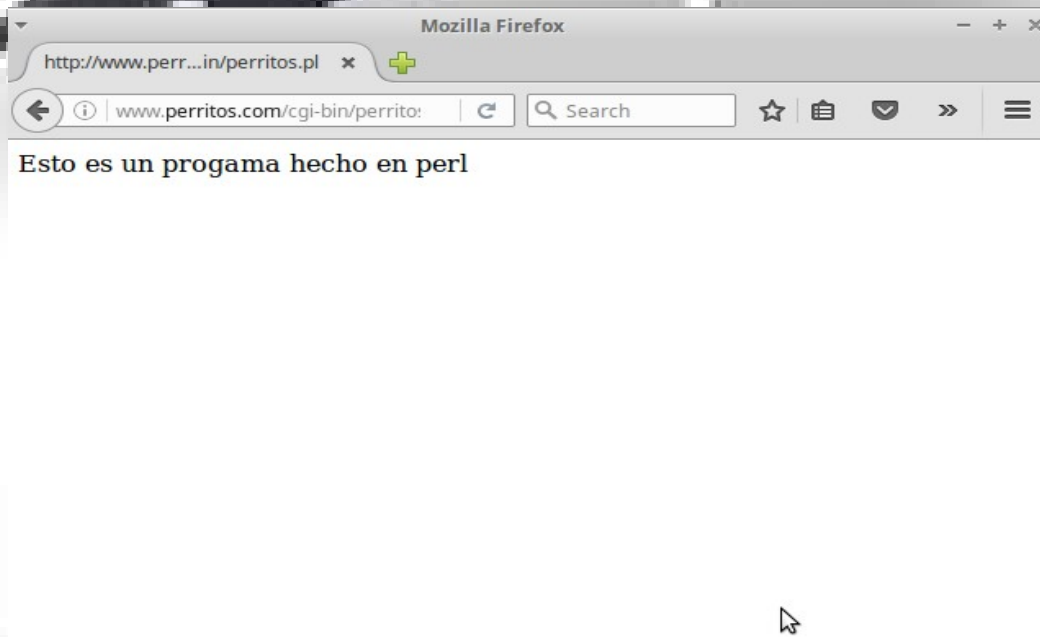 Mozilla Firefox
http://www.perr...in/perritos.pl
www.perritos.com/cgi-bin/perrito
Search
Esto es un progama hecho en perl